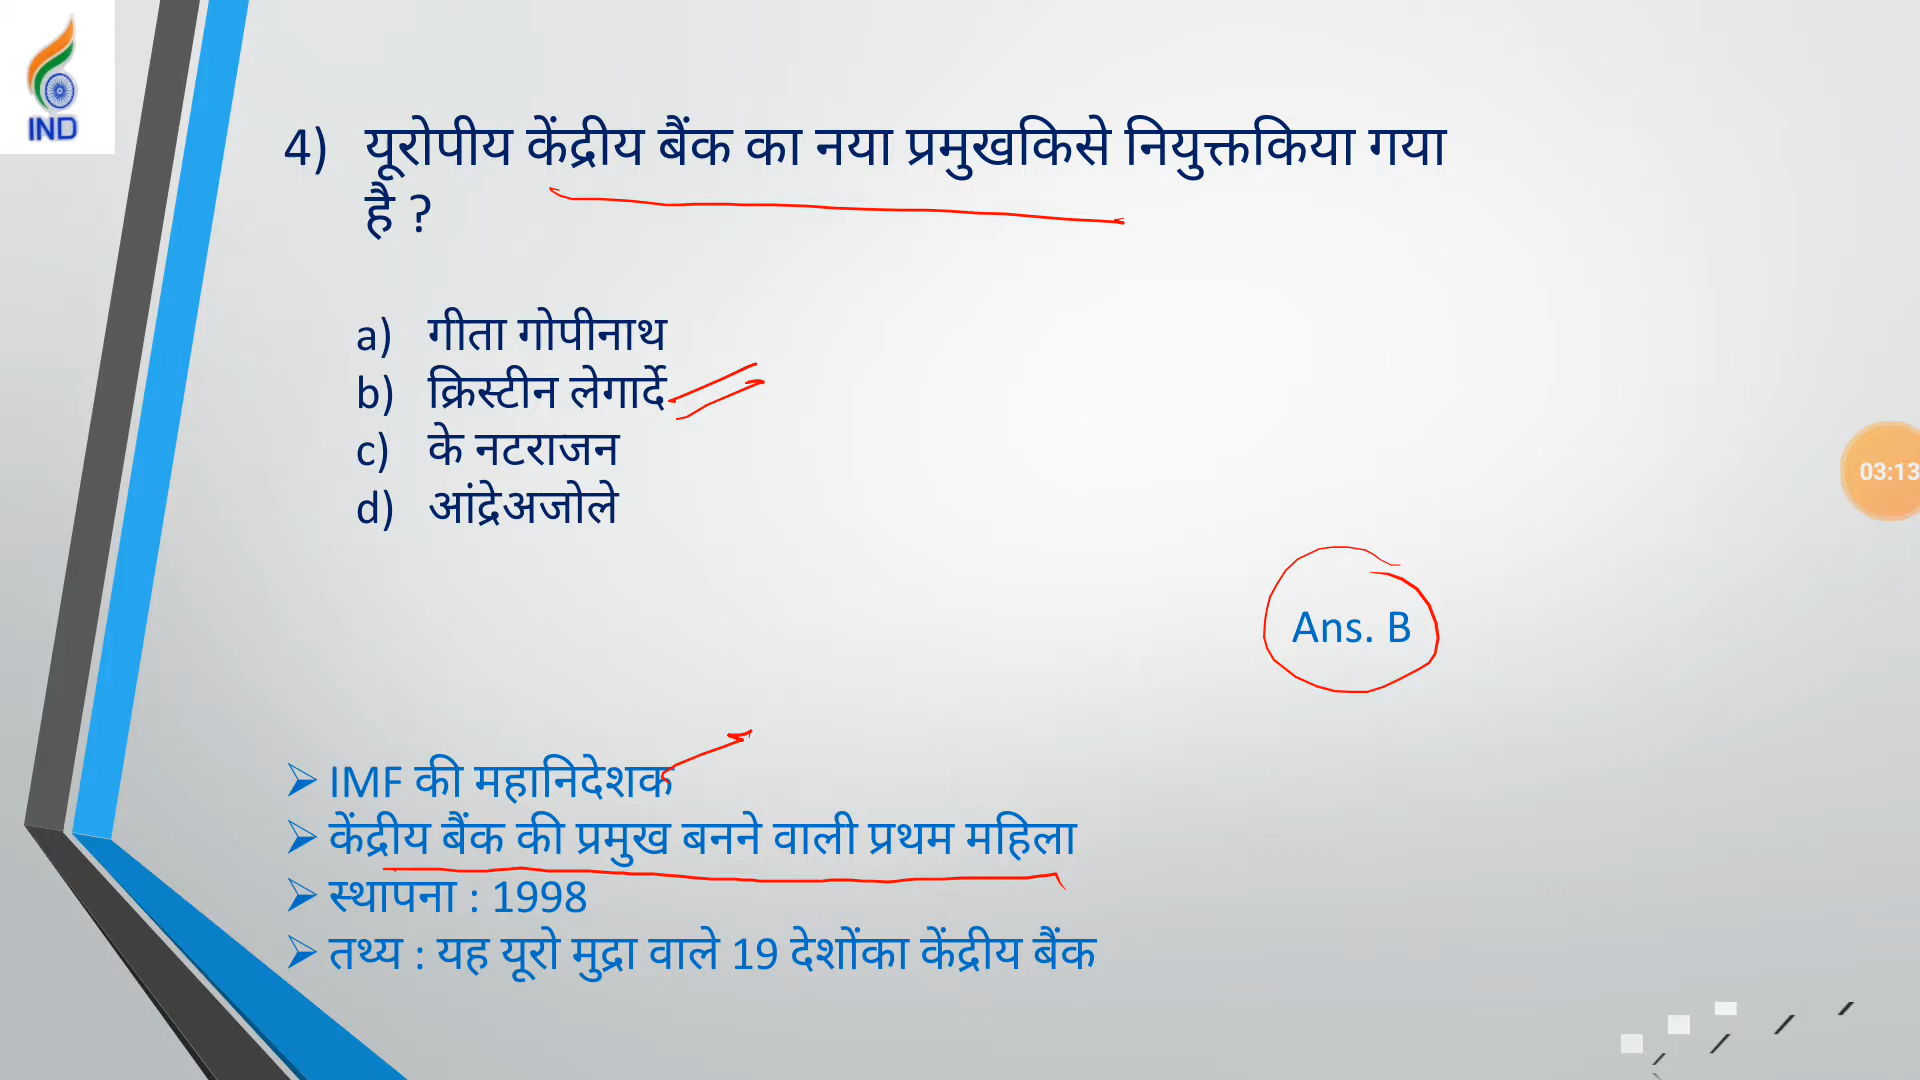 IND
4) यूरोपीय केंद्रीय बैंक का नया प्रमुखकिसे नियुक्तकिया गया
है ?
a) गीता गोपीनाथ
b) क्रिस्टीन लेगार्दे
c) के नटराजन
d) आंद्रेअजोले
03:13
Ans. B
➢ IMF की महानिदेशक
➢ केंद्रीय बैंक की प्रमुख बनने वाली प्रथम महिला
➢ स्थापना : 1998
➢ तथ्य : यह यूरो मुद्रा वाले 19 देशोंका केंद्रीय बैंक